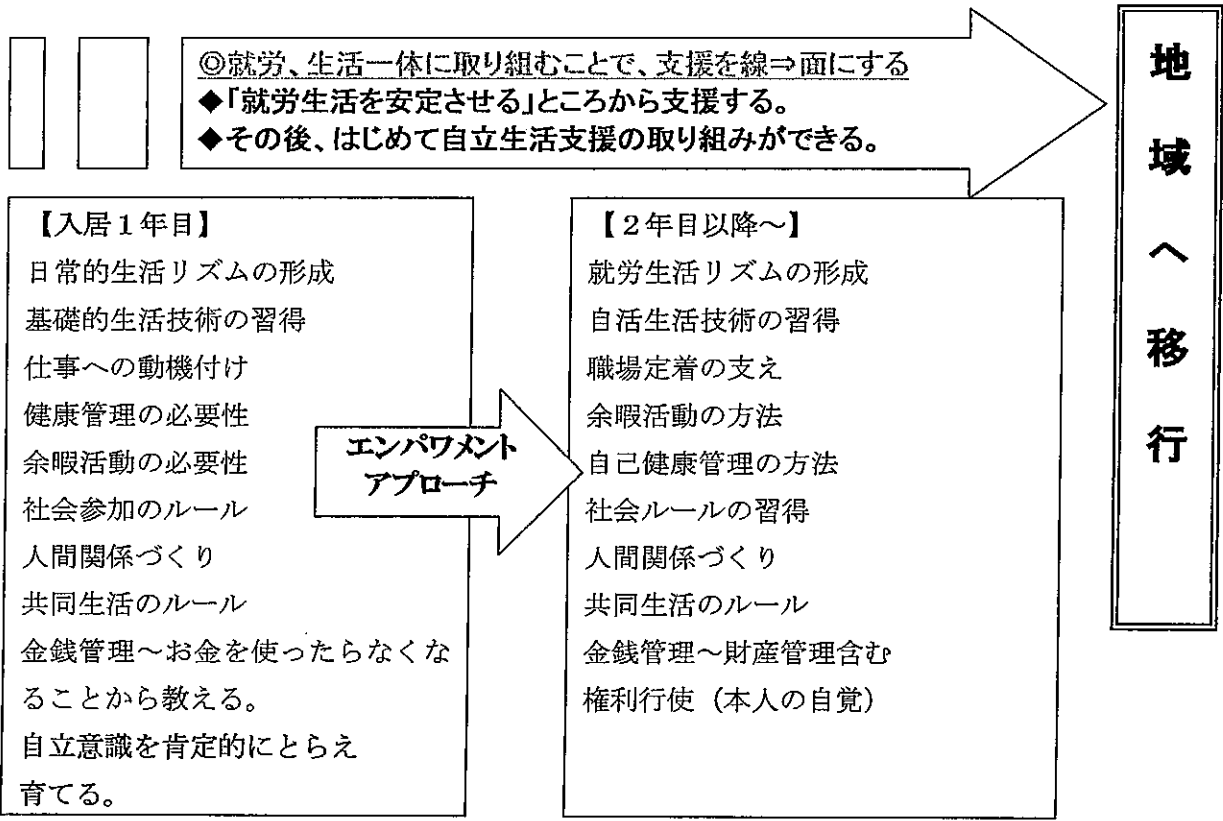 ◎就労、生活一体に取り組むことで、支援を線⇒面にする
◆「就労生活を安定させる」ところから支援する。
◆その後、はじめて自立生活支援の取り組みができる。
地域へ移行
【入居1年目】
日常的生活リズムの形成
基礎的生活技術の習得
仕事への動機付け
健康管理の必要性
余暇活動の必要性
社会参加のルール
人間関係づくり
共同生活のルール
金銭管理～お金を使ったらなくな
ることから教える。
自立意識を肯定的にとらえ
育てる。
エンパワメント
アプローチ
【2年目以降～】
就労生活リズムの形成
自活生活技術の習得
職場定着の支え
余暇活動の方法
自己健康管理の方法
社会ルールの習得
人間関係づくり
共同生活のルール
金銭管理～財産管理含む
権利行使（本人の自覚）